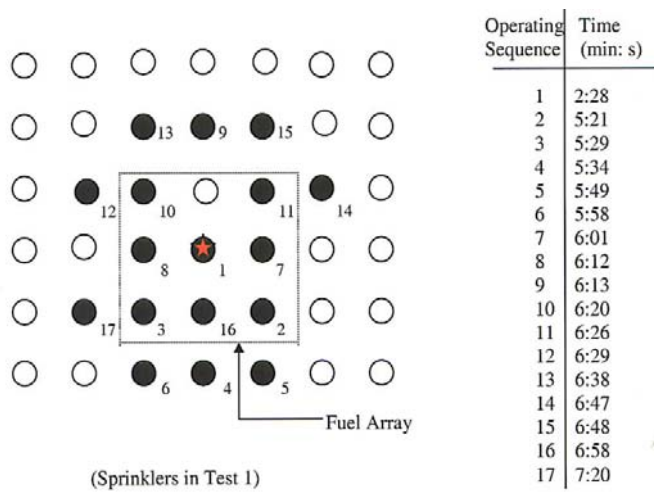 Operating Time
Sequence (min: s)
1 2:28
2 5:21
3 5:29
4 5:34
5 5:49
6 5:58
7 6:01
8 6:12
9 6:13
10 6:20
11 6:26
12 6:29
13 6:38
14 6:47
15 6:48
16 6:58
17 7:20
13 9 15
12 10 11 14
8 1 7
17 3 16 2
6 4 5
Fuel Array
(Sprinklers in Test 1)